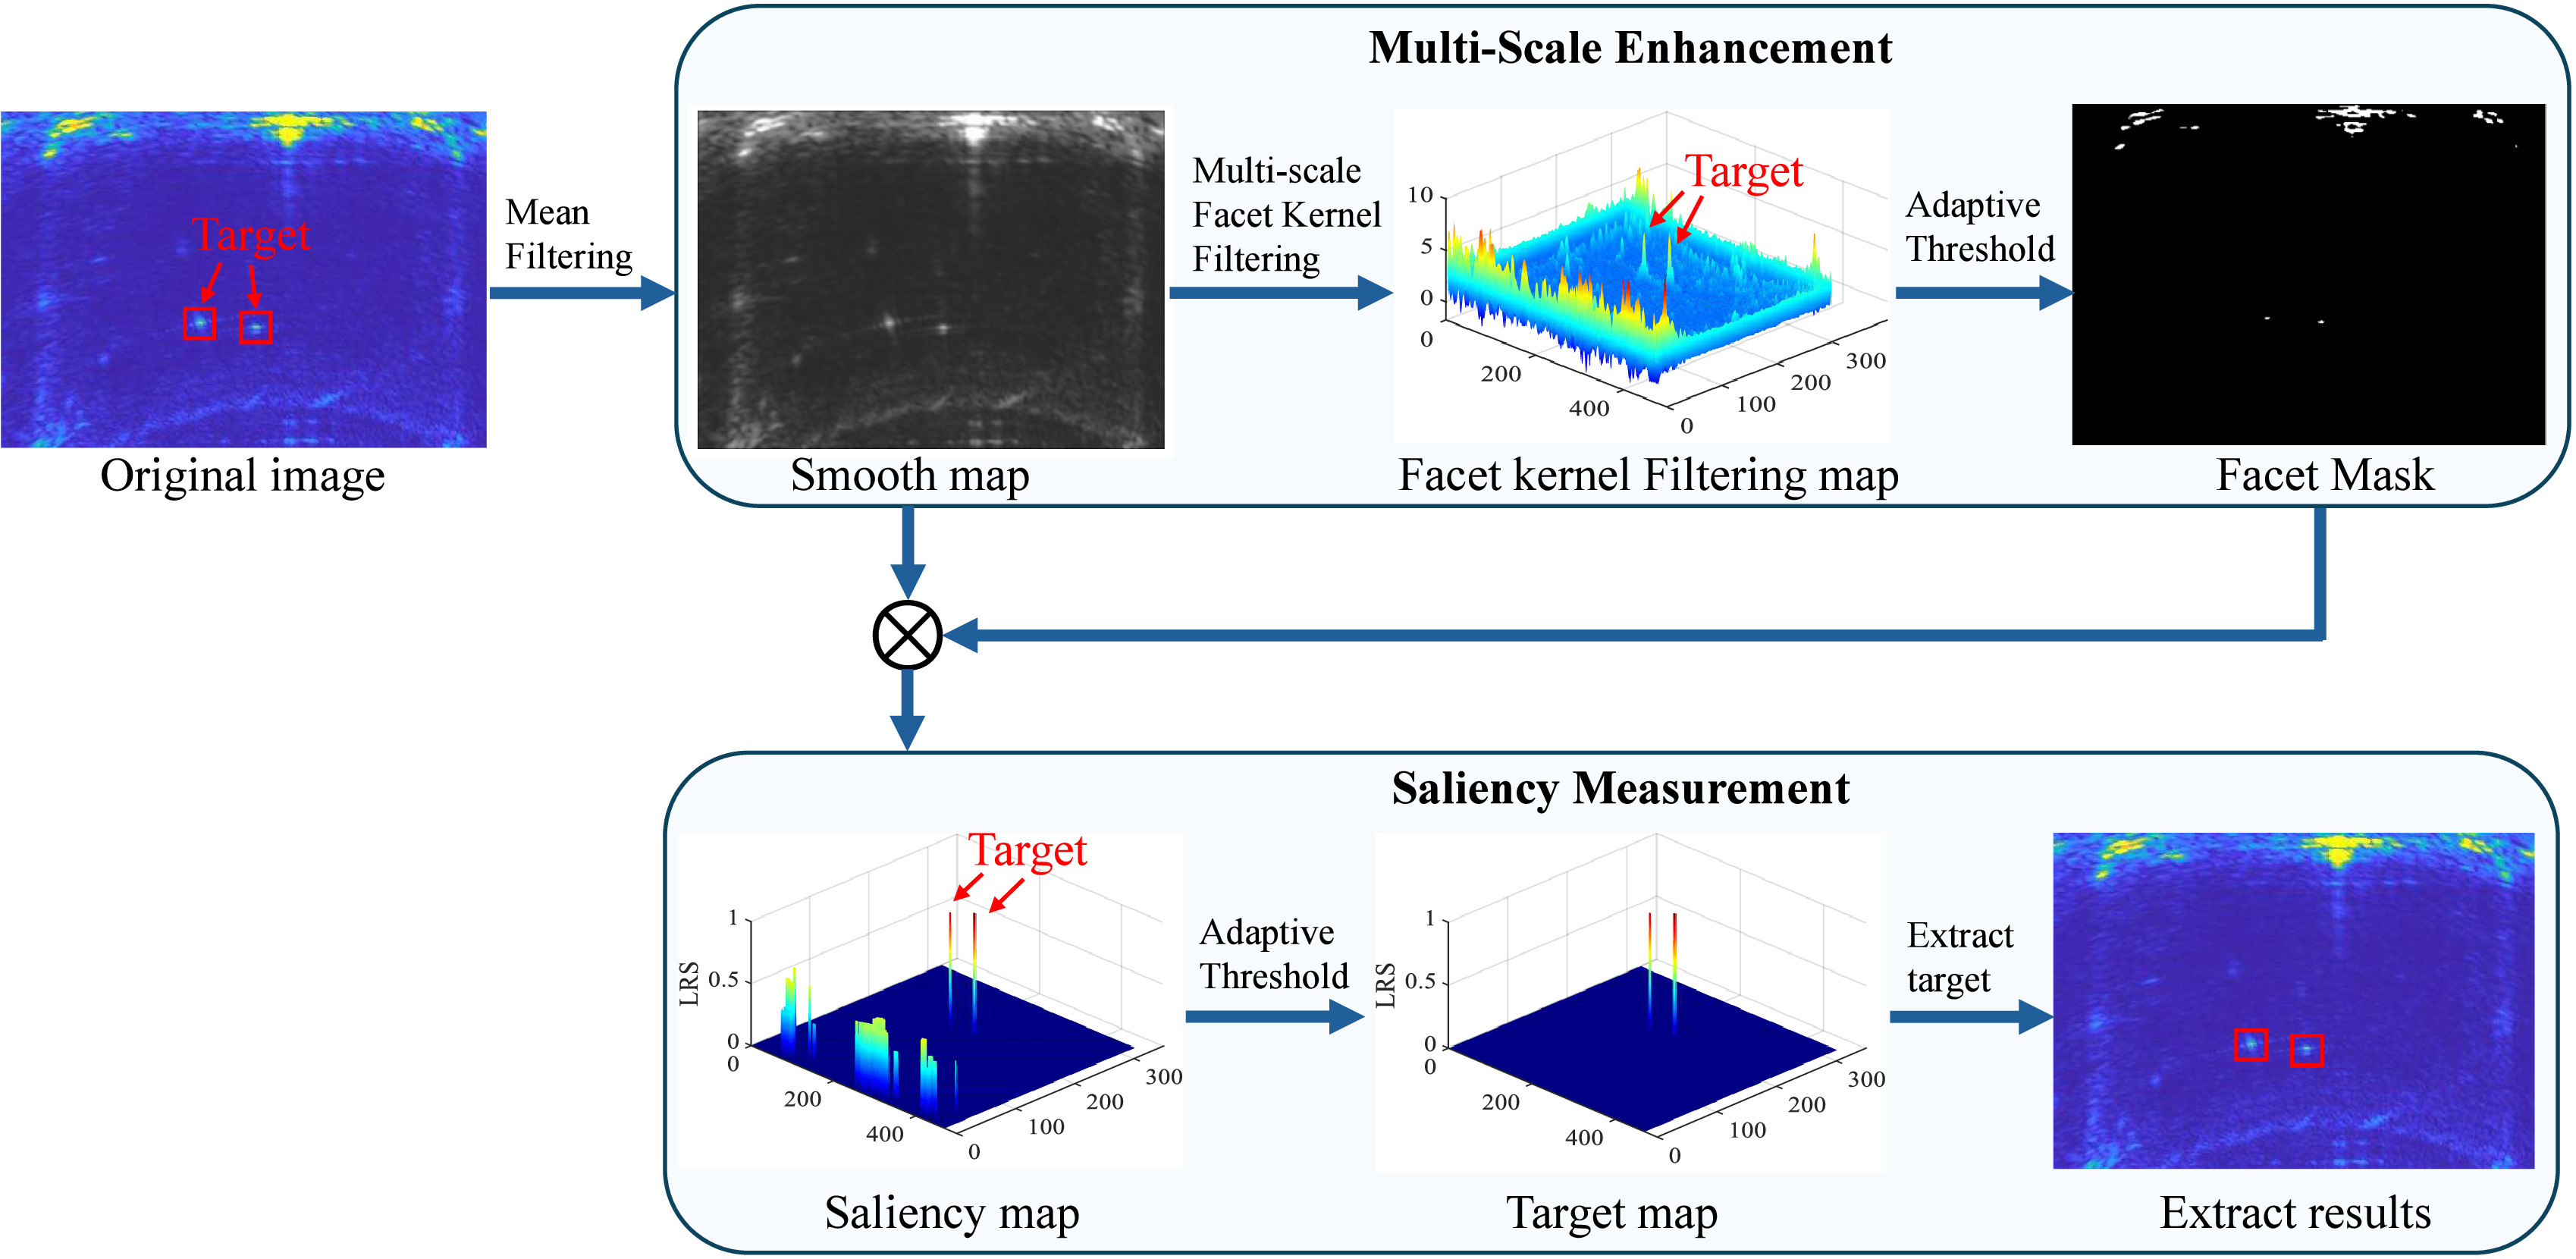 Multi-Scale Enhancement
Target
Original image
Mean
Filtering
Smooth map
Multi-scale
Facet Kernel
Filtering
Target
10
5
0
0
200
400
0
100
200
300
Facet kernel Filtering map
Adaptive
Threshold
Facet Mask
Saliency Measurement
Target
1
0.5
0
LRS
0
200
400
0
100
200
300
Saliency map
Adaptive
Threshold
1
0.5
0
LRS
0
200
400
0
100
200
300
Target map
Extract
target
Extract results